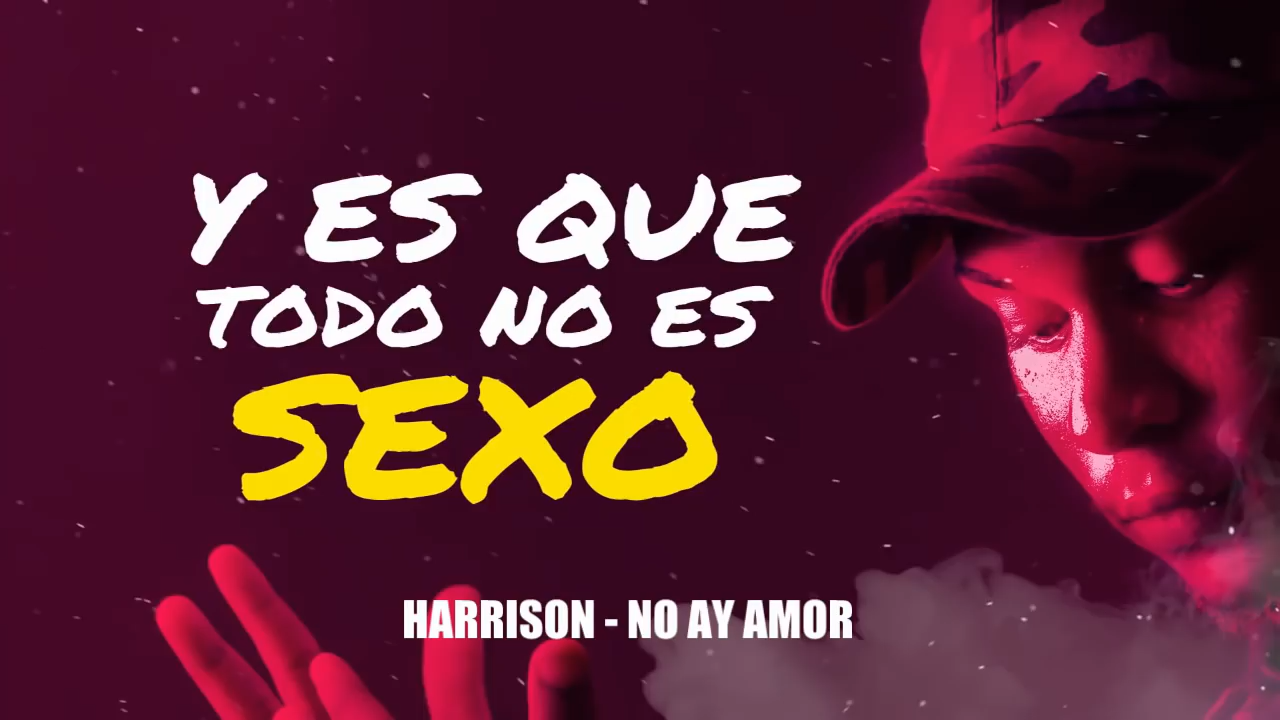 Y ES QUE
TODO NO ES
SEXO
HARRISON - NO AY AMOR